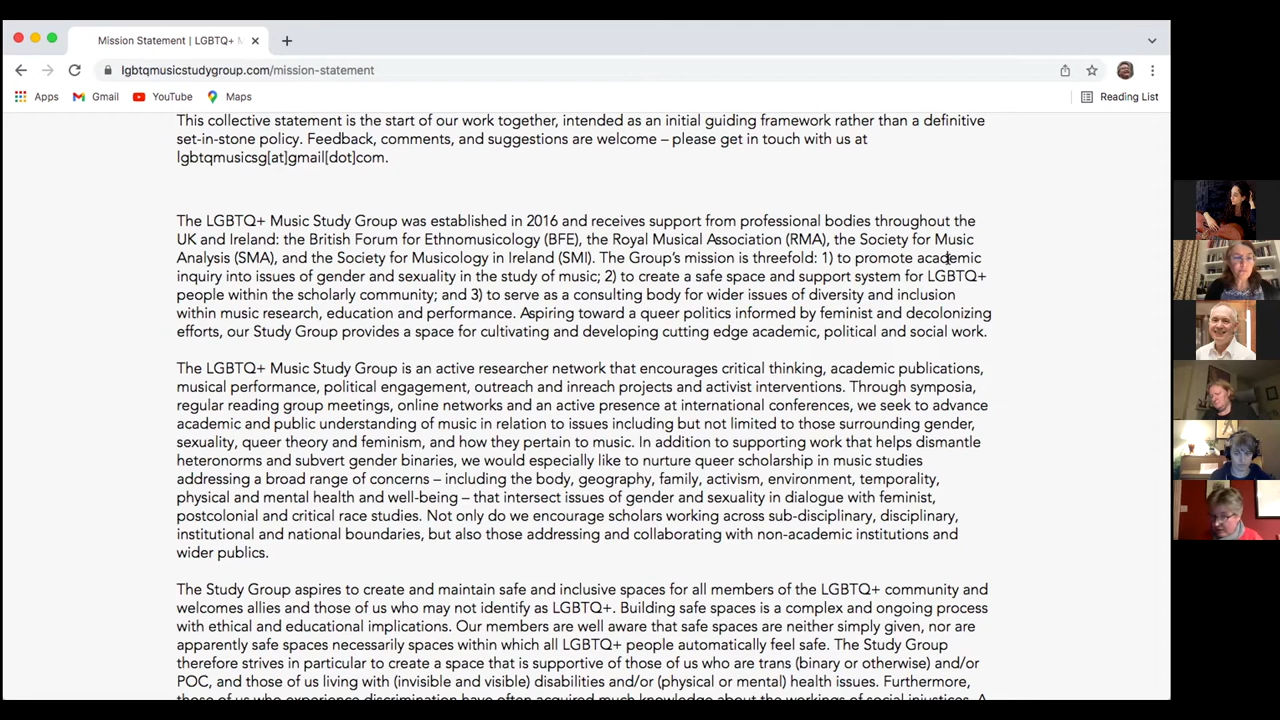 Mission Statement | LGBTQ+
lgbtqmusicstudygroup.com/mission-statement
Apps Gmail YouTube Maps Reading List
This collective statement is the start of our work together, intended as an initial guiding framework rather than a definitive
set-in-stone policy. Feedback, comments, and suggestions are welcome – please get in touch with us at
lgbtqmusicsg[at]gmail[dot]com.
The LGBTQ+ Music Study Group was established in 2016 and receives support from professional bodies throughout the
UK and Ireland: the British Forum for Ethnomusicology (BFE), the Royal Musical Association (RMA), the Society for Music
Analysis (SMA), and the Society for Musicology in Ireland (SMI). The Group's mission is threefold: 1) to promote academic
inquiry into issues of gender and sexuality in the study of music; 2) to create a safe space and support system for LGBTQ+
people within the scholarly community; and 3) to serve as a consulting body for wider issues of diversity and inclusion
within music research, education and performance. Aspiring toward a queer politics informed by feminist and decolonizing
efforts, our Study Group provides a space for cultivating and developing cutting edge academic, political and social work.
The LGBTQ+ Music Study Group is an active researcher network that encourages critical thinking, academic publications,
musical performance, political engagement, outreach and inreach projects and activist interventions. Through symposia,
regular reading group meetings, online networks and an active presence at international conferences, we seek to advance
academic and public understanding of music in relation to issues including but not limited to those surrounding gender,
sexuality, queer theory and feminism, and how they pertain to music. In addition to supporting work that helps dismantle
heteronorms and subvert gender binaries, we would especially like to nurture queer scholarship in music studies
addressing a broad range of concerns – including the body, geography, family, activism, environment, temporality,
physical and mental health and well-being – that intersect issues of gender and sexuality in dialogue with feminist,
postcolonial and critical race studies. Not only do we encourage scholars working across sub-disciplinary, disciplinary,
institutional and national boundaries, but also those addressing and collaborating with non-academic institutions and
wider publics.
The Study Group aspires to create and maintain safe and inclusive spaces for all members of the LGBTQ+ community and
welcomes allies and those of us who may not identify as LGBTQ+. Building safe spaces is a complex and ongoing process
with ethical and educational implications. Our members are well aware that safe spaces are neither simply given, nor are
apparently safe spaces necessarily spaces within which all LGBTQ+ people automatically feel safe. The Study Group
therefore strives in particular to create a space that is supportive of those of us who are trans (binary or otherwise) and/or
POC, and those of us living with (invisible and visible) disabilities and/or (physical or mental) health issues. Furthermore,
those of us who experience discrimination have often acquired much knowledge about the workings of social injustices. A